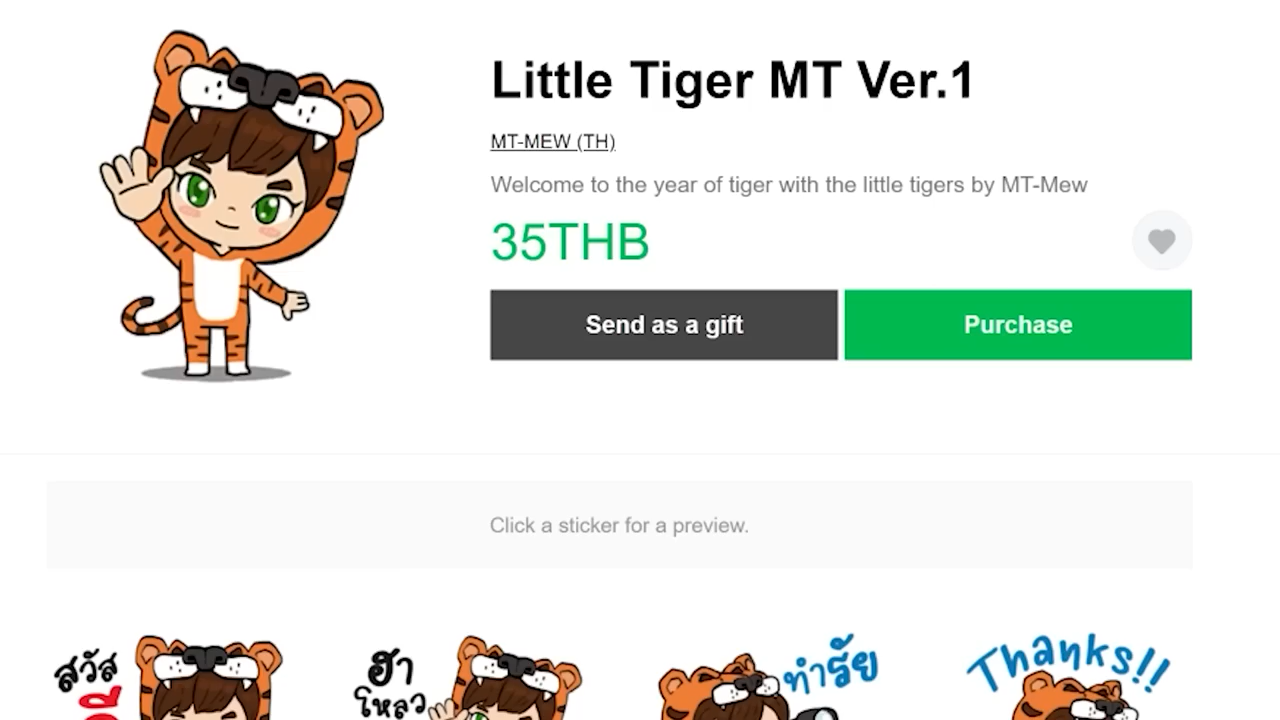 Little Tiger MT Ver.1
MT-MEW (TH)
Welcome to the year of tiger with the little tigers by MT-Mew
35THB
Send as a gift
Purchase
Click a sticker for a preview.
สวัส
ดี
ฮา
โหลว
ทำรัย
Thanks!!